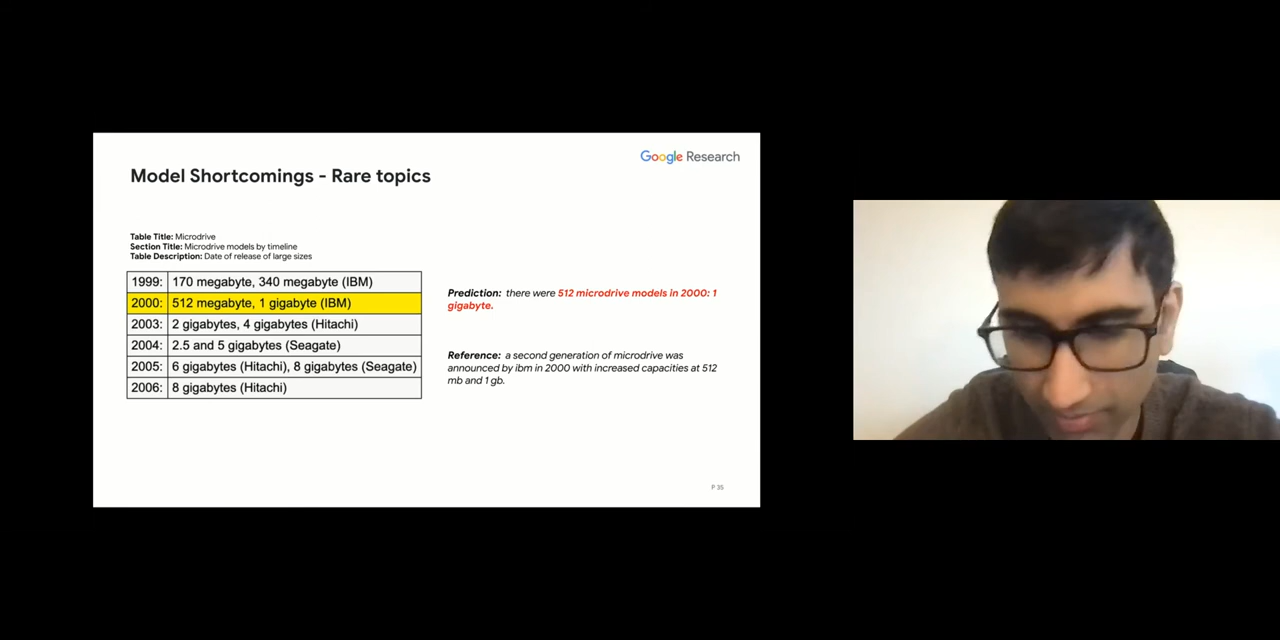 Google Research
Model Shortcomings - Rare topics
Table Title: Microdrive
Section Title: Microdrive models by timeline
Table Description: Date of release of large sizes
1999: 170 megabyte, 340 megabyte (IBM)
2000: 512 megabyte, 1 gigabyte (IBM)
2003: 2 gigabytes, 4 gigabytes (Hitachi)
2004: 2.5 and 5 gigabytes (Seagate)
2005: 6 gigabytes (Hitachi), 8 gigabytes (Seagate)
2006: 8 gigabytes (Hitachi)
Prediction: there were 512 microdrive models in 2000: 1
gigabyte.
Reference: a second generation of microdrive was
announced by ibm in 2000 with increased capacities at 512
mb and 1 gb.
P 35